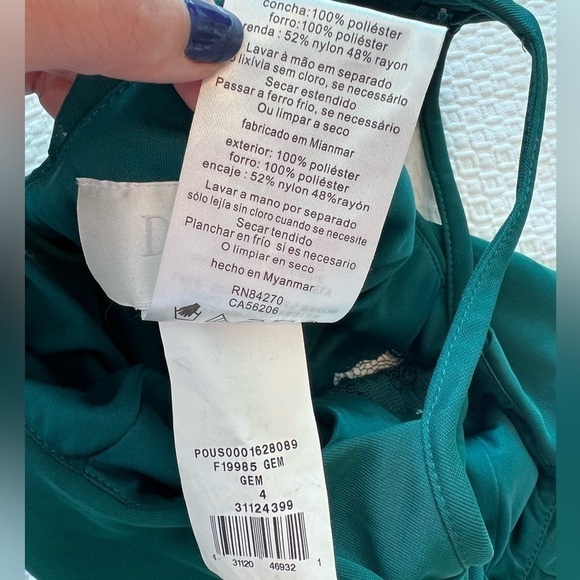 concha:100% poliéster
forro:100% poliéster
renda : 52% nylon 48% rayon
Lavar à mão em separado
lixívia sem cloro, se necessário
Secar estendido
Passar a ferro frio, se necessário
Ou limpar a seco
fabricado em Mianmar
exterior: 100% poliéster
forro: 100% poliéster
encaje : 52% nylon 48%rayón
Lavar a mano por separado
sólo lejía sin cloro cuando se necesite
Secar tendido
Planchar en frío si es necesario
O limpiar en seco
hecho en Myanmar
RN84270
CA56206
D
POUS0001628089
F19985 GEM
GEM
4
31124399
4 31120 46932 1